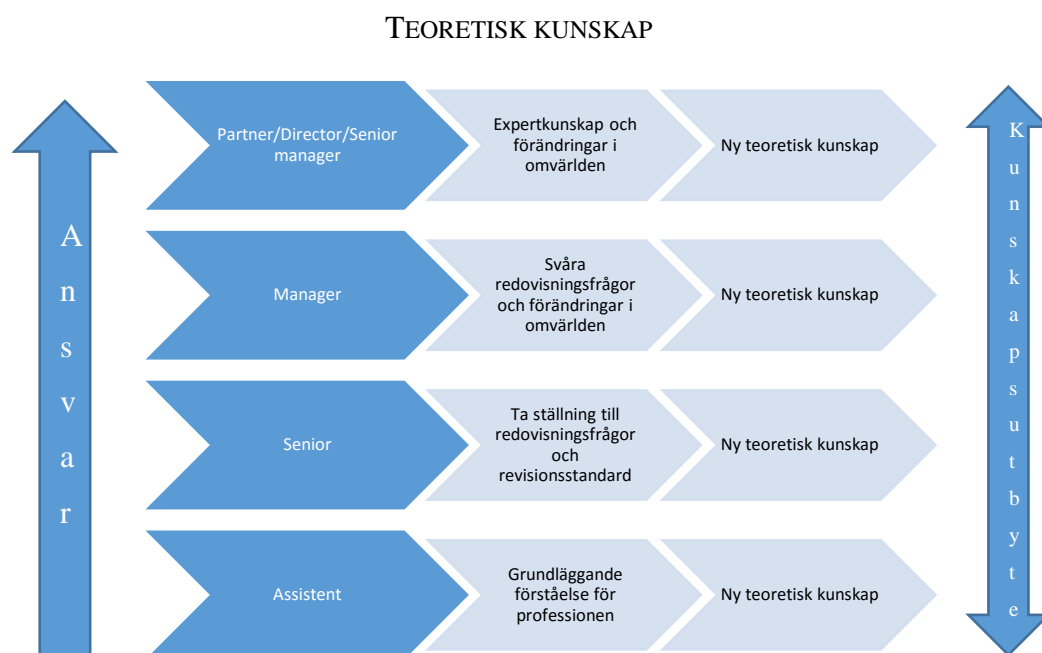 TEORETISK KUNSKAP
Ansvar
Partner/Director/Senior
manager
Expertkunskap och
förändringar i
omvärlden
Ny teoretisk kunskap
Manager
Svåra
redovisningsfrågor
och förändringar i
omvärlden
Ny teoretisk kunskap
Senior
Ta ställning till
redovisningsfrågor
och
revisionsstandard
Ny teoretisk kunskap
Assistent
Grundläggande
förståelse för
professionen
Ny teoretisk kunskap
Kunskapsutbyte